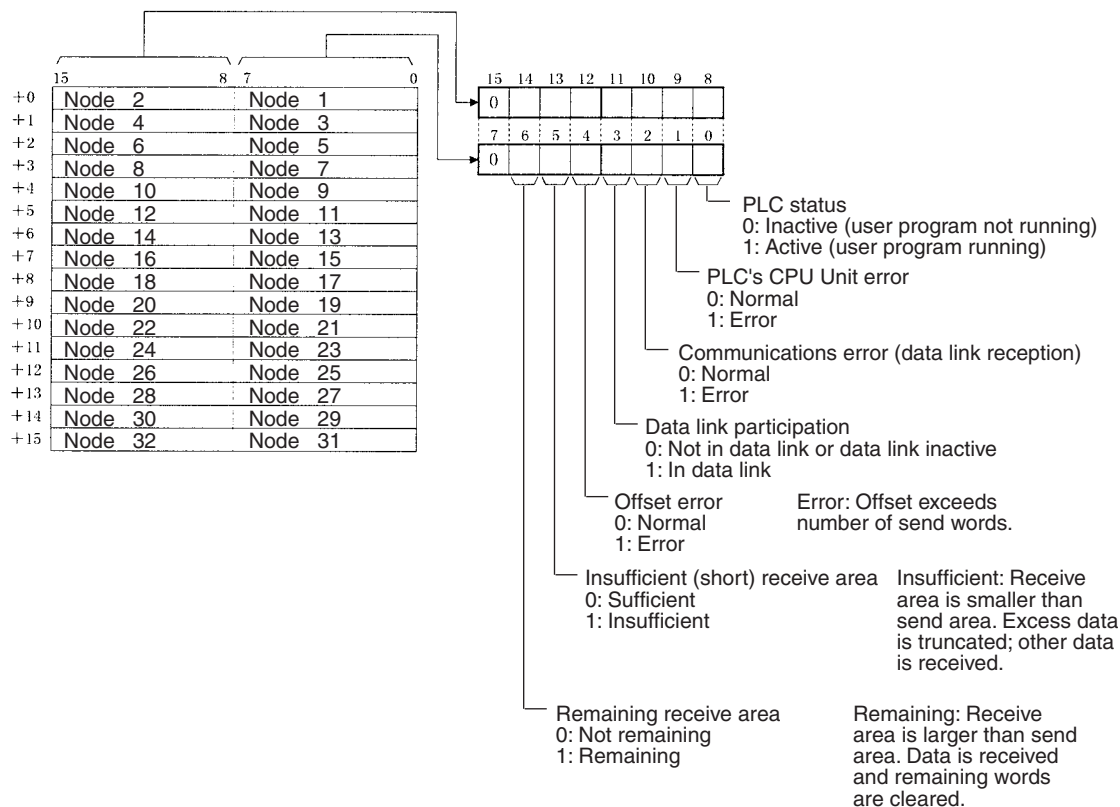 15 8 7 0
+0 Node 2 Node 1
+1 Node 4 Node 3
+2 Node 6 Node 5
+3 Node 8 Node 7
+4 Node 10 Node 9
+5 Node 12 Node 11
+6 Node 14 Node 13
+7 Node 16 Node 15
+8 Node 18 Node 17
+9 Node 20 Node 19
+10 Node 22 Node 21
+11 Node 24 Node 23
+12 Node 26 Node 25
+13 Node 28 Node 27
+14 Node 30 Node 29
+15 Node 32 Node 31
15 14 13 12 11 10 9 8
0
7 6 5 4 3 2 1 0
0
PLC status
0: Inactive (user program not running)
1: Active (user program running)
PLC's CPU Unit error
0: Normal
1: Error
Communications error (data link reception)
0: Normal
1: Error
Data link participation
0: Not in data link or data link inactive
1: In data link
Offset error
0: Normal
1: Error
Error: Offset exceeds
number of send words.
Insufficient (short) receive area
0: Sufficient
1: Insufficient
Insufficient: Receive
area is smaller than
send area. Excess data
is truncated; other data
is received.
Remaining receive area
0: Not remaining
1: Remaining
Remaining: Receive
area is larger than send
area. Data is received
and remaining words
are cleared.